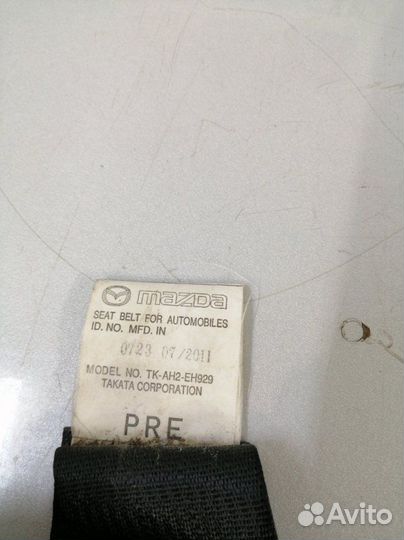 mazda
SEAT BELT FOR AUTOMOBILES
ID. NO. MFD. IN
0723 07/2011
MODEL NO. TK-AH2-EH929
TAKATA CORPORATION
PRE
Avito